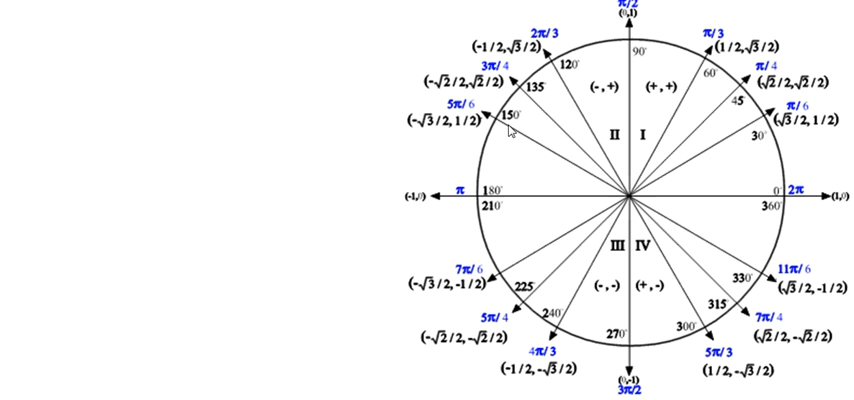 π/2
(0,1)
2π/3
π/3
(-1/2,√3/2)
90°
(1/2,√3/2)
3π/4
120°
60°
π/4
(-√2/2,√2/2)
135°
(-,+)
(+,+)
45°
(√2/2,√2/2)
5π/6
π/6
(-√3/2,1/2)
150°
II
I
30°
(√3/2,1/2)
(-1,0)
π
180°
0°
2π
(1,0)
210°
360°
III
IV
7π/6
11π/6
(-√3/2,-1/2)
225°
(-,-)
(+,-)
330°
(√3/2,-1/2)
5π/4
240°
315°
7π/4
(-√2/2,-√2/2)
270°
300°
(√2/2,-√2/2)
4π/3
5π/3
(-1/2,-√3/2)
(1/2,-√3/2)
(0,-1)
3π/2